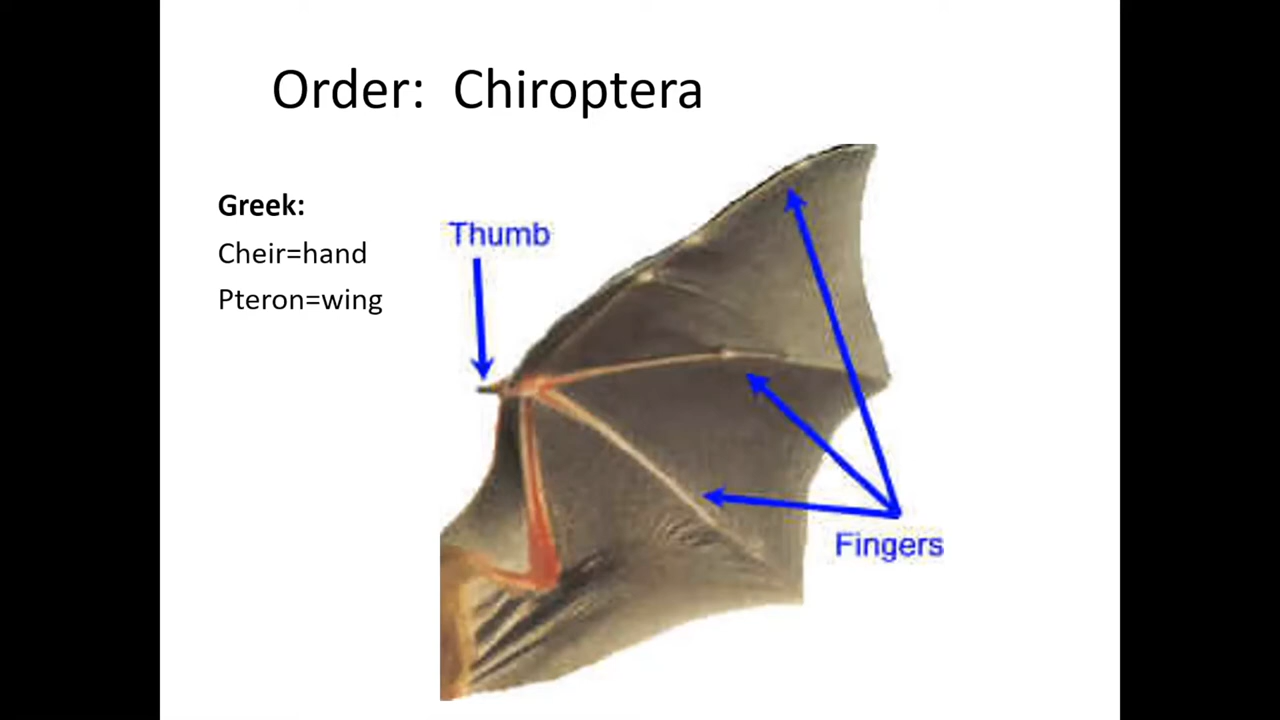 Order: Chiroptera
Greek:
Cheir=hand
Pteron=wing
Thumb
Fingers